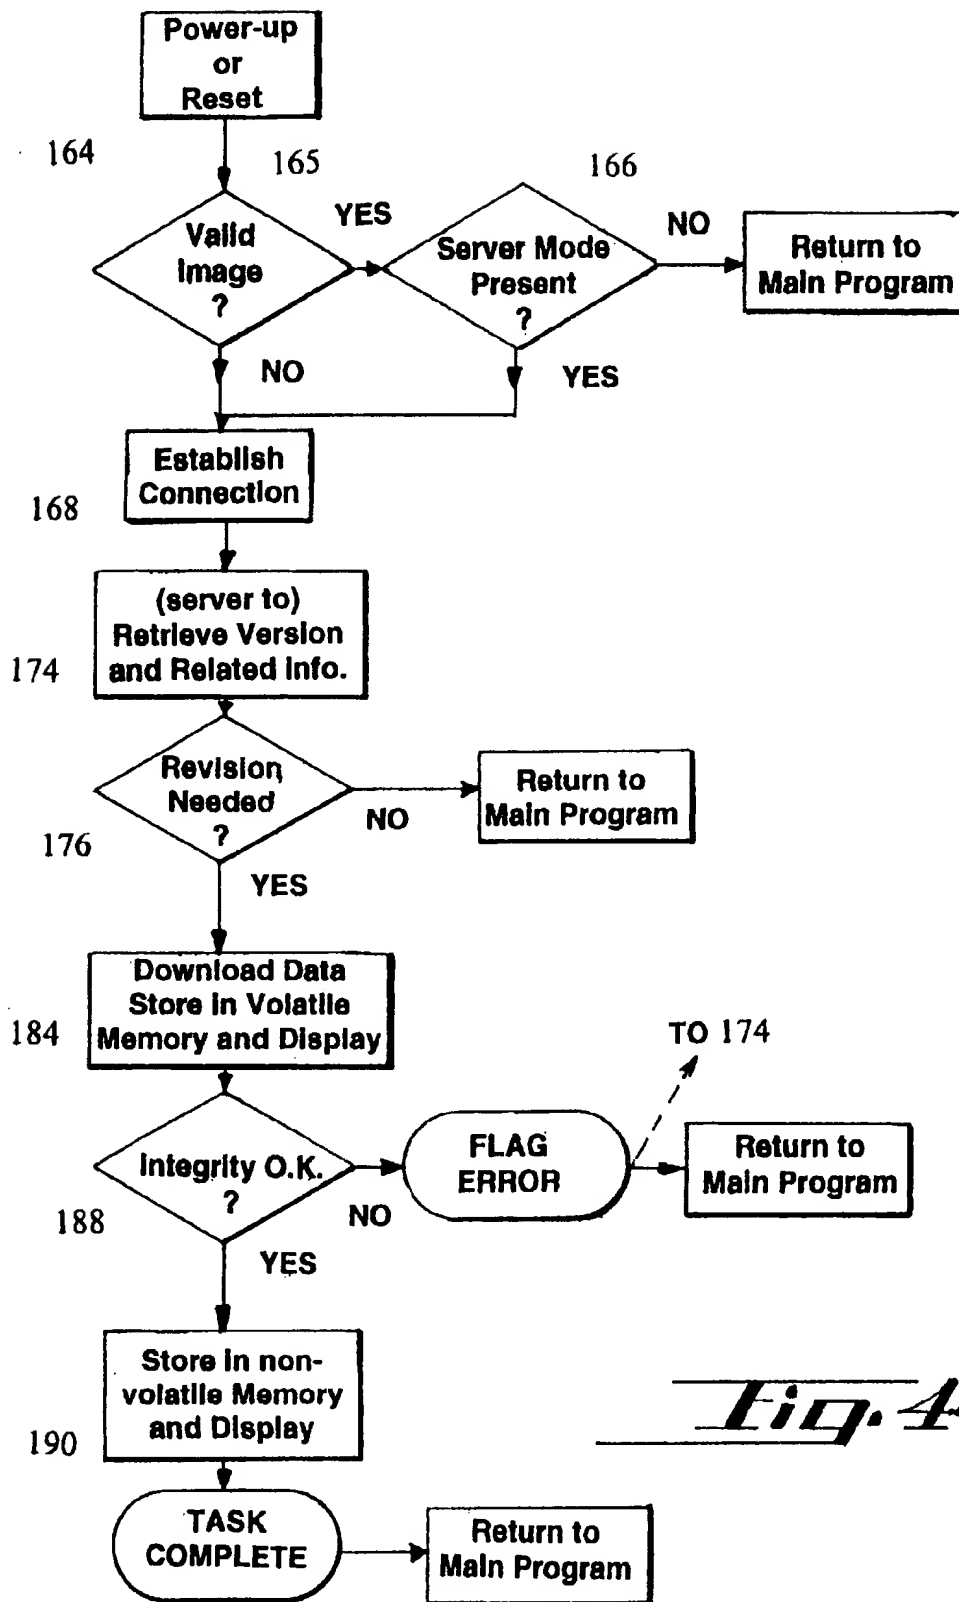 Power-up
or
Reset
164
165
166
Valid
Image
?
YES
Server Mode
Present
?
NO
Return to
Main Program
NO
YES
Establish
Connection
168
(server to)
Retrieve Version
and Related Info.
174
Revision
Needed
?
NO
Return to
Main Program
176
YES
Download Data
Store in Volatile
Memory and Display
184
TO 174
Integrity O.K.
?
NO
FLAG
ERROR
Return to
Main Program
188
YES
Store in non-
volatile Memory
and Display
190
Fig. 4.
TASK
COMPLETE
Return to
Main Program